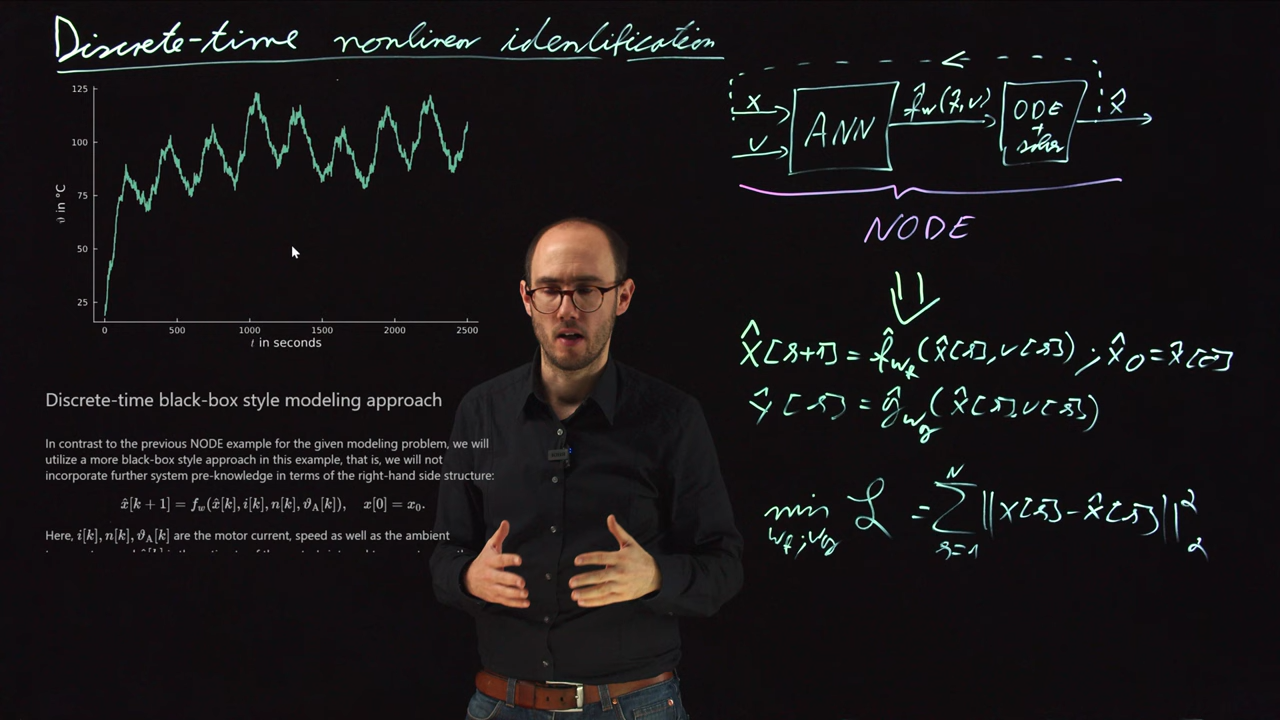 Discrete-time nonlinear identification
125
100
75
50
25
ϑ in °C
0 500 1000 1500 2000 2500
t in seconds
Discrete-time black-box style modeling approach
In contrast to the previous NODE example for the given modeling problem, we will
utilize a more black-box style approach in this example, that is, we will not
incorporate further system pre-knowledge in terms of the right-hand side structure:
x̂[k + 1] = f_w(x̂[k], i[k], n[k], ϑ_A[k]), x[0] = x_0.
Here, i[k], n[k], ϑ_A[k] are the motor current, speed as well as the ambient
x
u
ANN
f̂_w(x̂,u)
ODE
+
solver
x̂
NODE
x̂[k+1] = f̂_{w_f}(x̂[k], u[k]) ; x̂_0 = x̂[0]
ŷ[k] = ĝ_{w_g}(x̂[k], u[k])
min_{w_f, w_g} ℒ = Σ_{k=1}^{N} ||x[k] - x̂[k]||_2^2